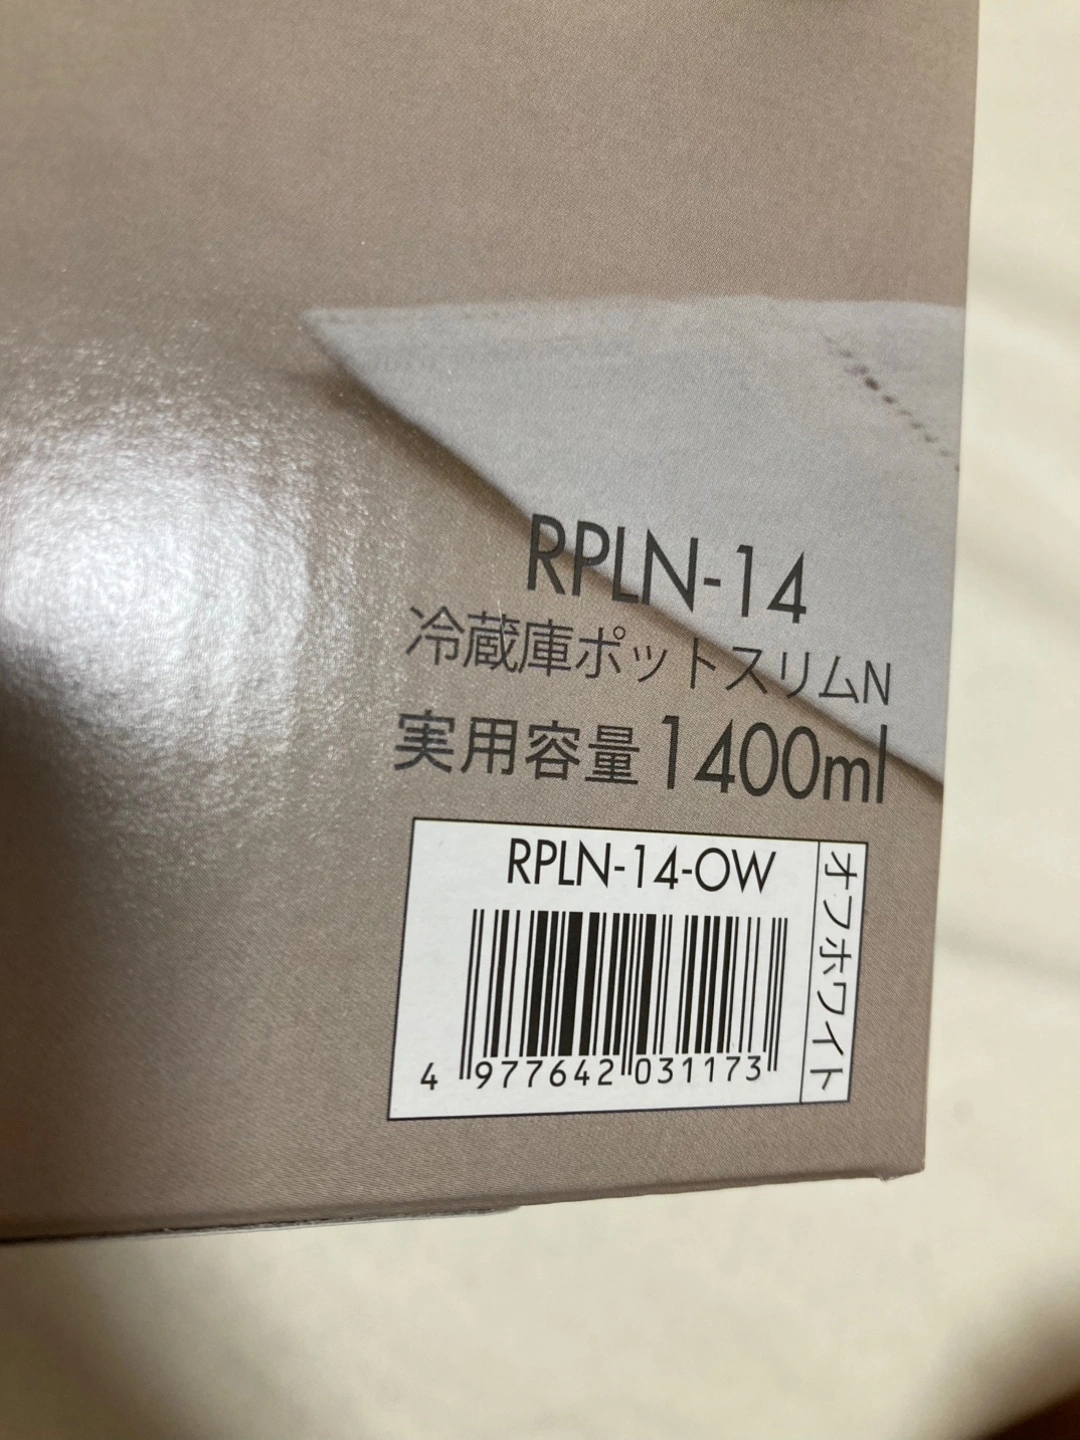 RPLN-14
冷蔵庫ポットスリムN
実用容量1400ml
RPLN-14-OW
オフホワイト
4 977642 031173